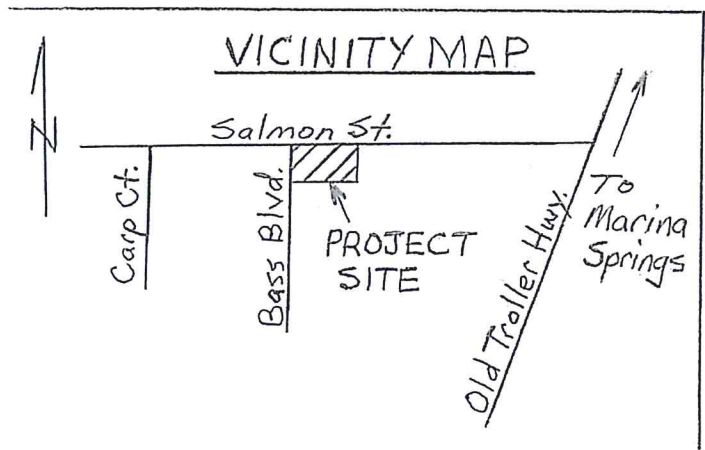 VICINITY MAP
N
Salmon St.
Carp Ct.
Bass Blvd.
PROJECT
SITE
Old Troller Hwy.
To
Marina
Springs